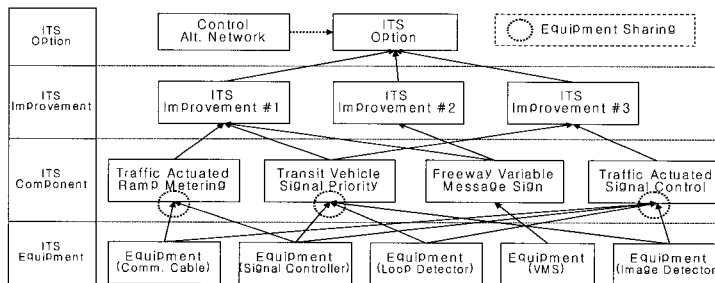 ITS
Option
Control
Alt. Network
ITS
Option
Equipment Sharing
ITS
Improvement
ITS
Improvement #1
ITS
Improvement #2
ITS
Improvement #3
ITS
Component
Traffic Actuated
Ramp Metering
Transit Vehicle
Signal Priority
Freeway Variable
Message Sign
Traffic Actuated
Signal Control
ITS
Equipment
Equipment
(Comm. Cable)
Equipment
(Signal Controller)
Equipment
(Loop Detector)
Equipment
(VMS)
Equipment
(Image Detector)